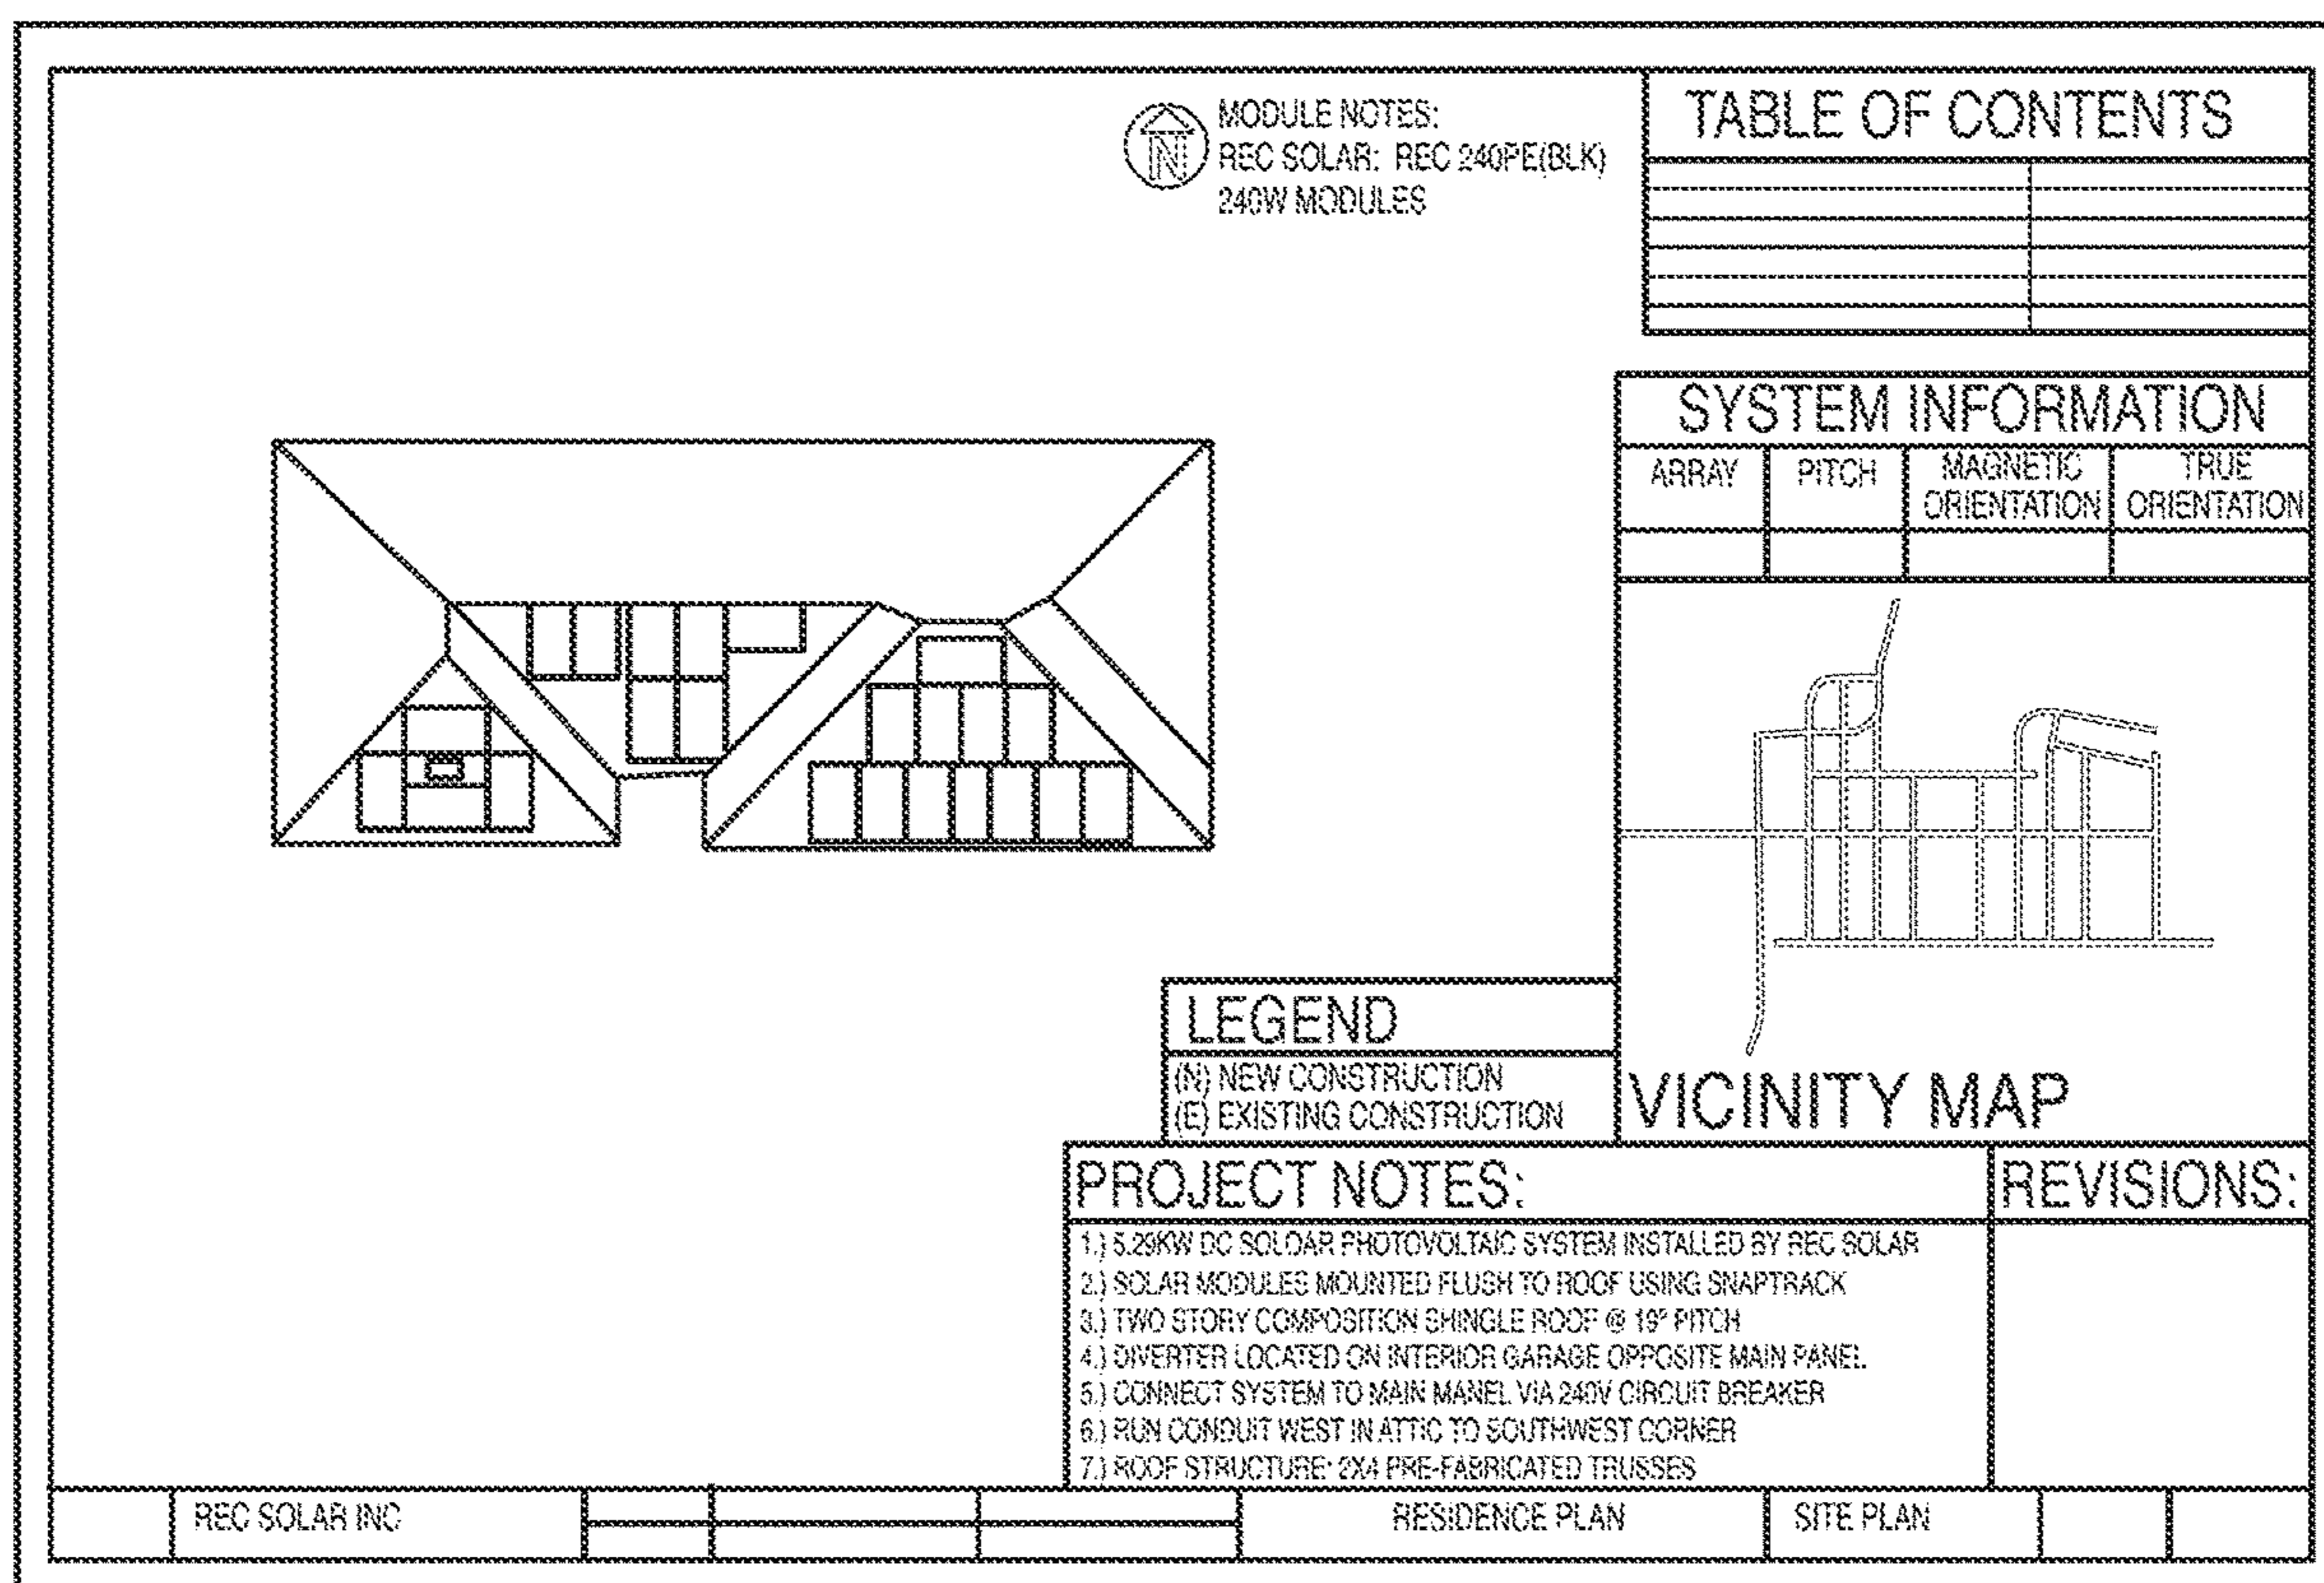 N
MODULE NOTES:
REC SOLAR: REC 240PE(BLK)
240W MODULES
TABLE OF CONTENTS
SYSTEM INFORMATION
ARRAY
PITCH
MAGNETIC
ORIENTATION
TRUE
ORIENTATION
VICINITY MAP
LEGEND
(N) NEW CONSTRUCTION
(E) EXISTING CONSTRUCTION
PROJECT NOTES:
1.) 5.29KW DC SOLOAR PHOTOVOLTAIC SYSTEM INSTALLED BY REC SOLAR
2.) SOLAR MODULES MOUNTED FLUSH TO ROOF USING SNAPTRACK
3.) TWO STORY COMPOSITION SHINGLE ROOF @ 19° PITCH
4.) DIVERTER LOCATED ON INTERIOR GARAGE OPPOSITE MAIN PANEL
5.) CONNECT SYSTEM TO MAIN MANEL VIA 240V CIRCUIT BREAKER
6.) RUN CONDUIT WEST IN ATTIC TO SOUTHWEST CORNER
7.) ROOF STRUCTURE: 2X4 PRE-FABRICATED TRUSSES
REVISIONS:
REC SOLAR INC
RESIDENCE PLAN
SITE PLAN